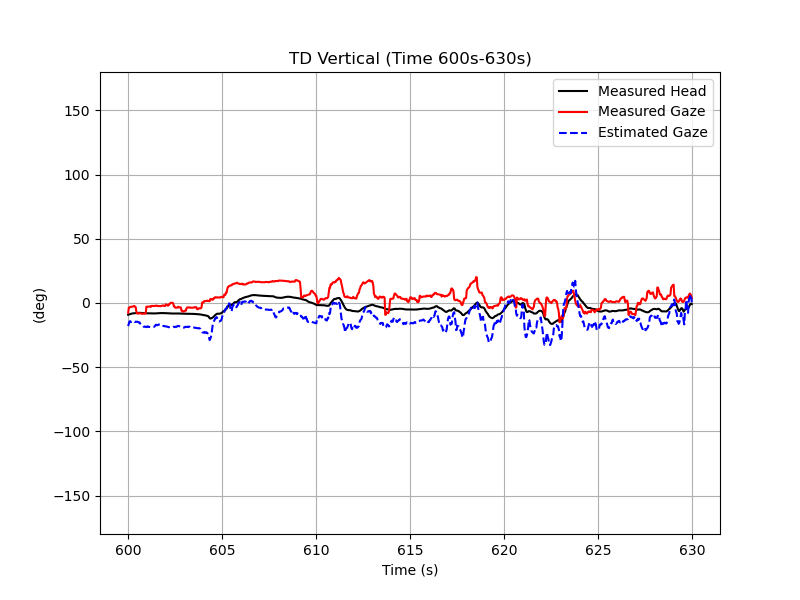 TD Vertical (Time 600s-630s)
Measured Head
Measured Gaze
Estimated Gaze
150
100
50
0
−50
−100
−150
(deg)
600 605 610 615 620 625 630
Time (s)